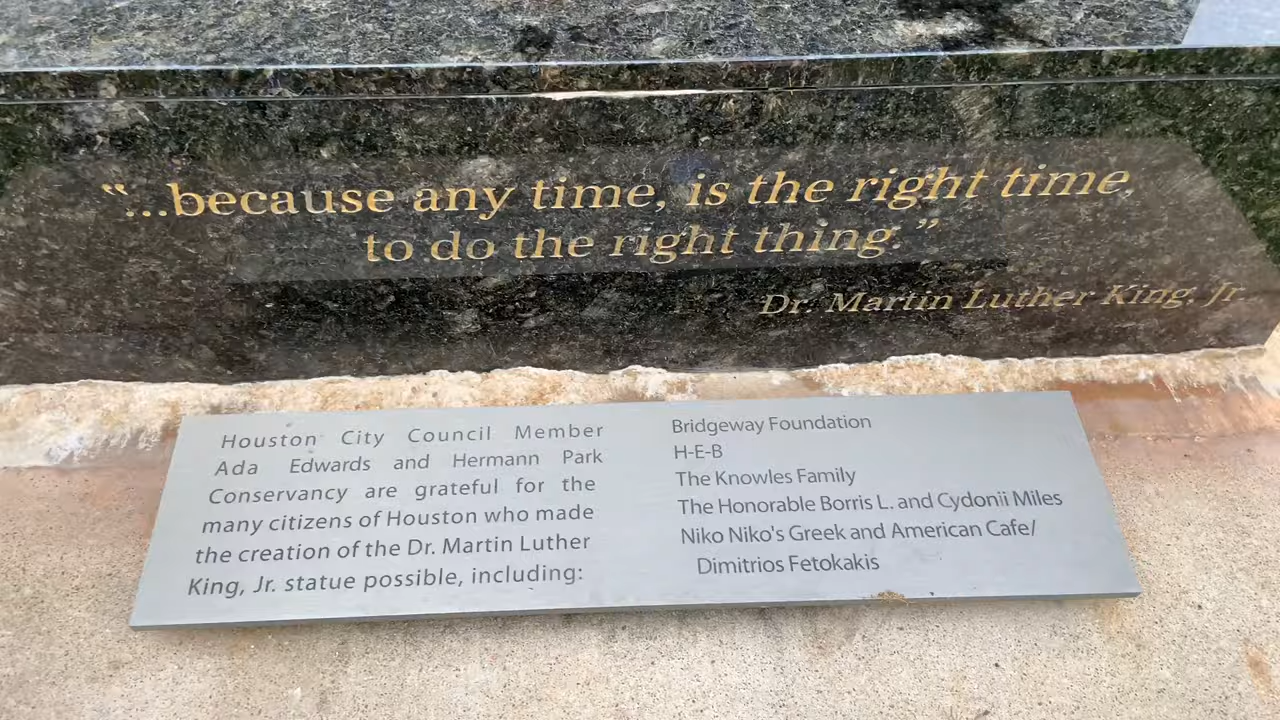 “...because any time, is the right time,
to do the right thing.”
Dr. Martin Luther King, Jr
Houston City Council Member
Ada Edwards and Hermann Park
Conservancy are grateful for the
many citizens of Houston who made
the creation of the Dr. Martin Luther
King, Jr. statue possible, including:
Bridgeway Foundation
H-E-B
The Knowles Family
The Honorable Borris L. and Cydonii Miles
Niko Niko's Greek and American Cafe/
Dimitrios Fetokakis